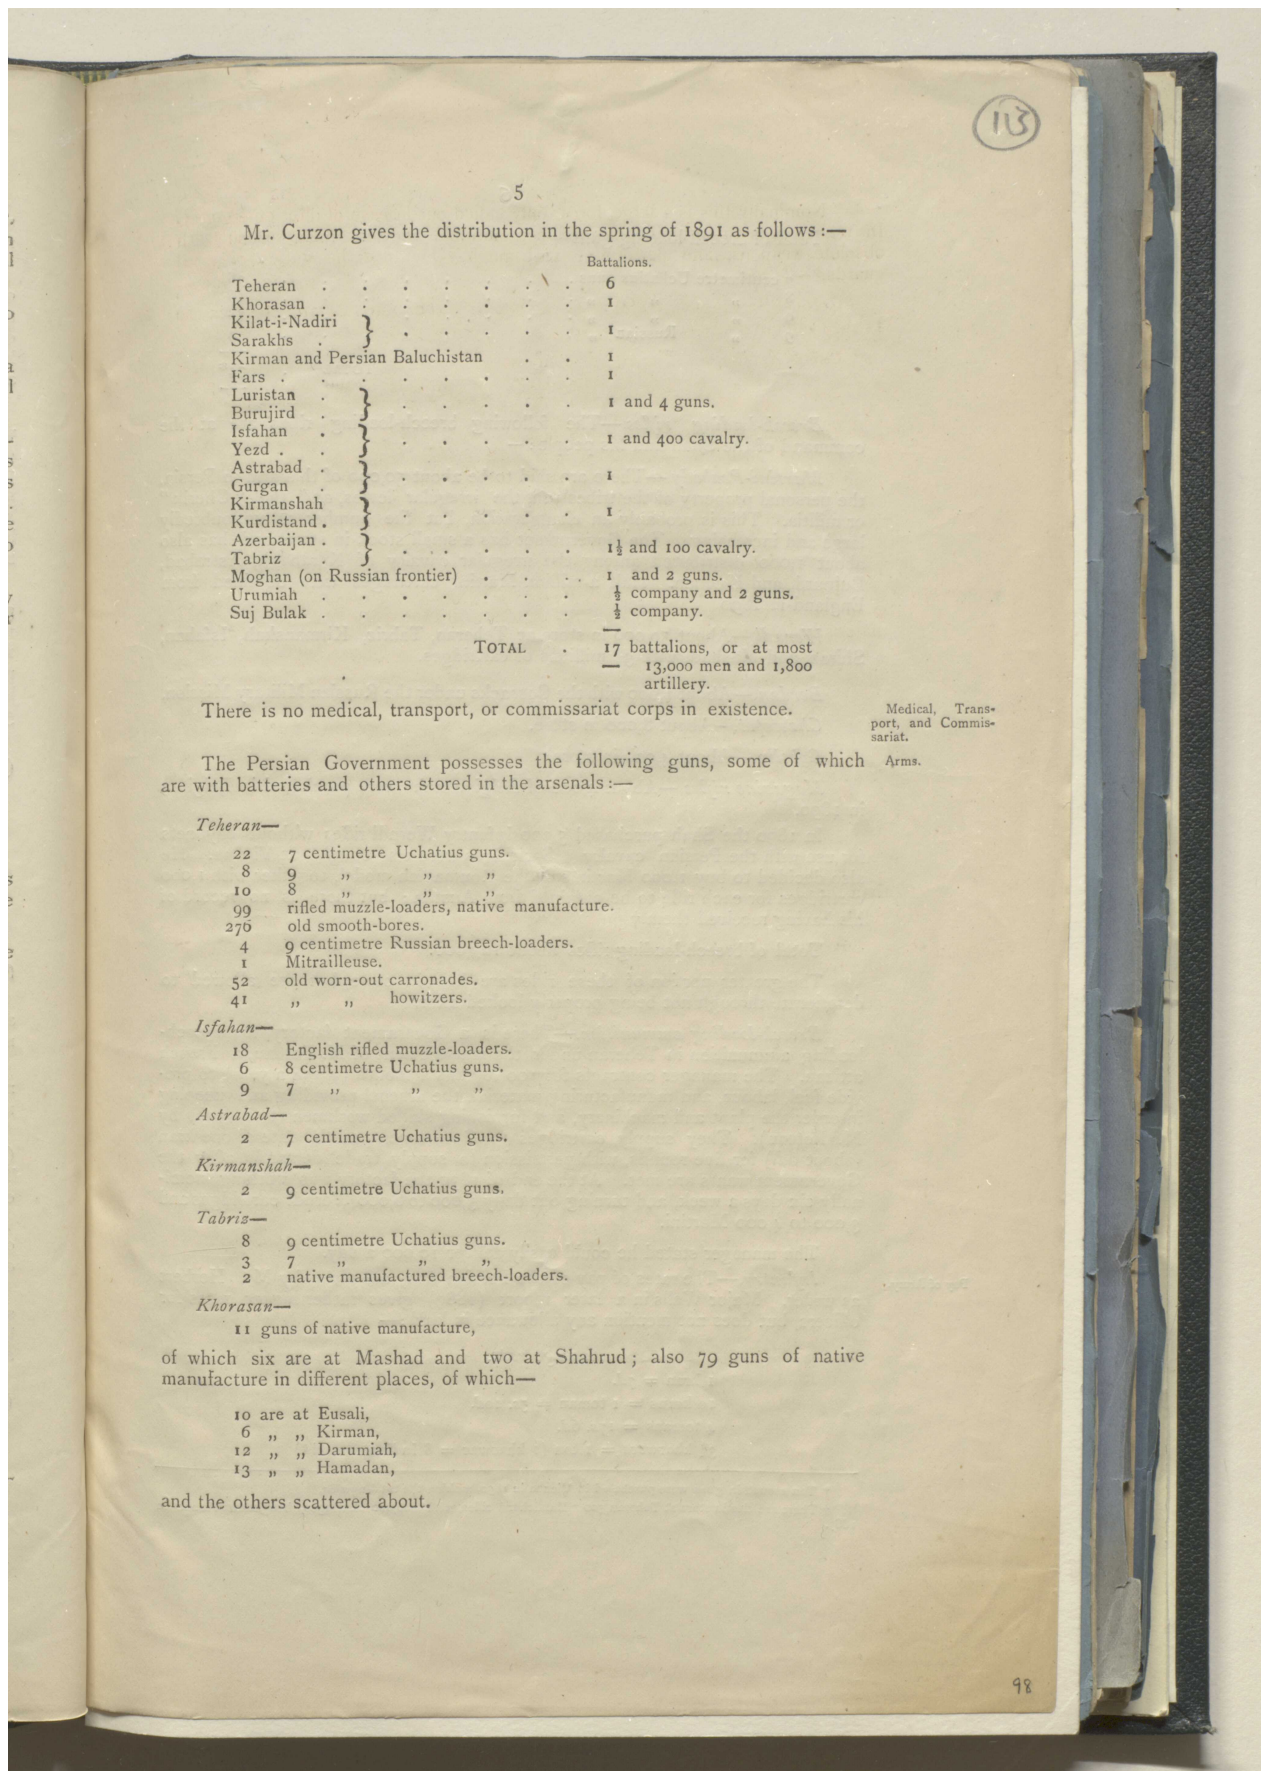 113
5
Mr. Curzon gives the distribution in the spring of 1891 as follows :—
Battalions.
Teheran . . . . . . . 6
Khorasan . . . . . . . 1
Kilat-i-Nadiri
Sarakhs . } . . . . . 1
Kirman and Persian Baluchistan . . 1
Fars . . . . . . . . 1
Luristan .
Burujird . } . . . . . 1 and 4 guns.
Isfahan .
Yezd . . } . . . . . 1 and 400 cavalry.
Astrabad .
Gurgan . } . . . . . 1
Kirmanshah
Kurdistand . } . . . . . 1
Azerbaijan .
Tabriz . } . . . . . 1½ and 100 cavalry.
Moghan (on Russian frontier) . . . 1 and 2 guns.
Urumiah . . . . . . . ½ company and 2 guns.
Suj Bulak . . . . . . . ½ company.
TOTAL . 17 battalions, or at most
— 13,000 men and 1,800
artillery.
There is no medical, transport, or commissariat corps in existence.
Medical, Trans-
port, and Commis-
sariat.
The Persian Government possesses the following guns, some of which
Arms.
are with batteries and others stored in the arsenals :—
Teheran—
22 7 centimetre Uchatius guns.
8 9 „ „ „
10 8 „ „ „
99 rifled muzzle-loaders, native manufacture.
276 old smooth-bores.
4 9 centimetre Russian breech-loaders.
1 Mitrailleuse.
52 old worn-out carronades.
41 „ „ howitzers.
Isfahan—
18 English rifled muzzle-loaders.
6 8 centimetre Uchatius guns.
9 7 „ „ „
Astrabad—
2 7 centimetre Uchatius guns.
Kirmanshah—
2 9 centimetre Uchatius guns.
Tabriz—
8 9 centimetre Uchatius guns.
3 7 „ „ „
2 native manufactured breech-loaders.
Khorasan—
11 guns of native manufacture,
of which six are at Mashad and two at Shahrud; also 79 guns of native
manufacture in different places, of which—
10 are at Eusali,
6 „ „ Kirman,
12 „ „ Darumiah,
13 „ „ Hamadan,
and the others scattered about.
98